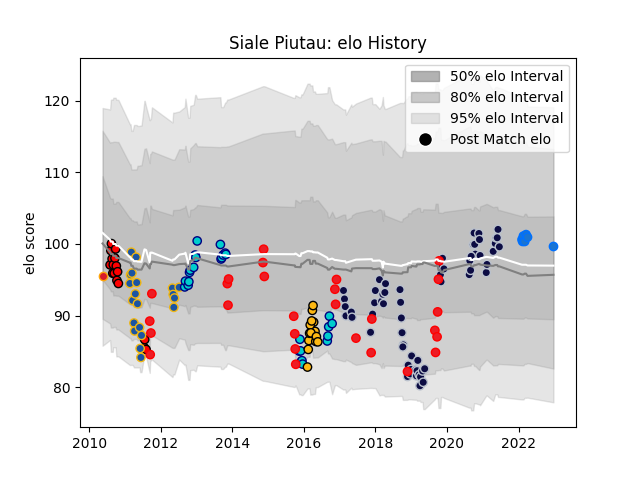 Siale Piutau: elo History
50% elo Interval
80% elo Interval
95% elo Interval
Post Match elo
elo score
120
110
100
90
80
2010
2012
2014
2016
2018
2020
2022